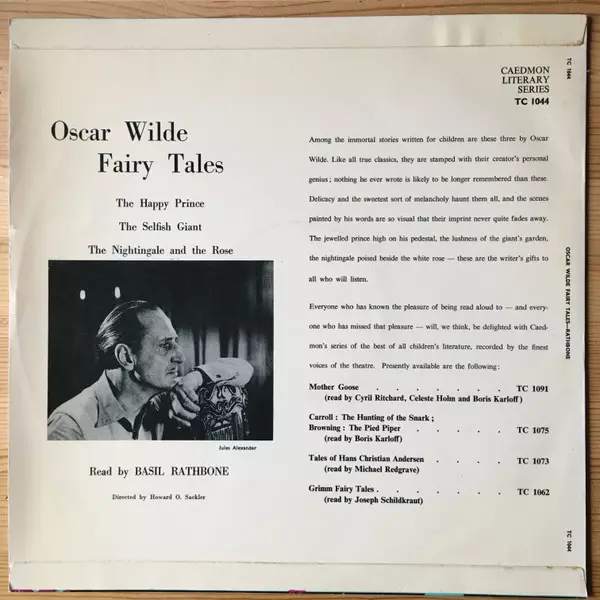 CAEDMON
LITERARY
SERIES
TC 1044
Oscar Wilde
Fairy Tales
The Happy Prince
The Selfish Giant
The Nightingale and the Rose
Jules Alexander
Read by BASIL RATHBONE
Directed by Howard O. Sackler
Among the immortal stories written for children are these three by Oscar
Wilde. Like all true classics, they are stamped with their creator's personal
genius ; nothing he ever wrote is likely to be longer remembered than these.
Delicacy and the sweetest sort of melancholy haunt them all, and the scenes
painted by his words are so visual that their imprint never quite fades away.
The jewelled prince high on his pedestal, the lushness of the giant's garden,
the nightingale poised beside the white rose — these are the writer's gifts to
all who will listen.
Everyone who has known the pleasure of being read aloud to — and every-
one who has missed that pleasure — will, we think, be delighted with Caed-
mon's series of the best of all children's literature, recorded by the finest
voices of the theatre. Presently available are the following :
Mother Goose . . . . . . . TC 1091
(read by Cyril Ritchard, Celeste Holm and Boris Karloff)
Carroll : The Hunting of the Snark ;
Browning : The Pied Piper . . . . . TC 1075
(read by Boris Karloff)
Tales of Hans Christian Andersen . . . . TC 1073
(read by Michael Redgrave)
Grimm Fairy Tales . . . . . . . TC 1062
(read by Joseph Schildkraut)
TC 1044
OSCAR WILDE FAIRY TALES—RATHBONE
TC 1044